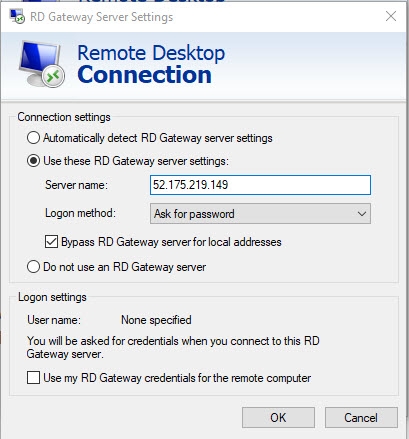 RD Gateway Server Settings
Remote Desktop
Connection
Connection settings
Automatically detect RD Gateway server settings
Use these RD Gateway server settings:
Server name: 52.175.219.149
Logon method: Ask for password
Bypass RD Gateway server for local addresses
Do not use an RD Gateway server
Logon settings
User name: None specified
You will be asked for credentials when you connect to this RD
Gateway server.
Use my RD Gateway credentials for the remote computer
OK Cancel